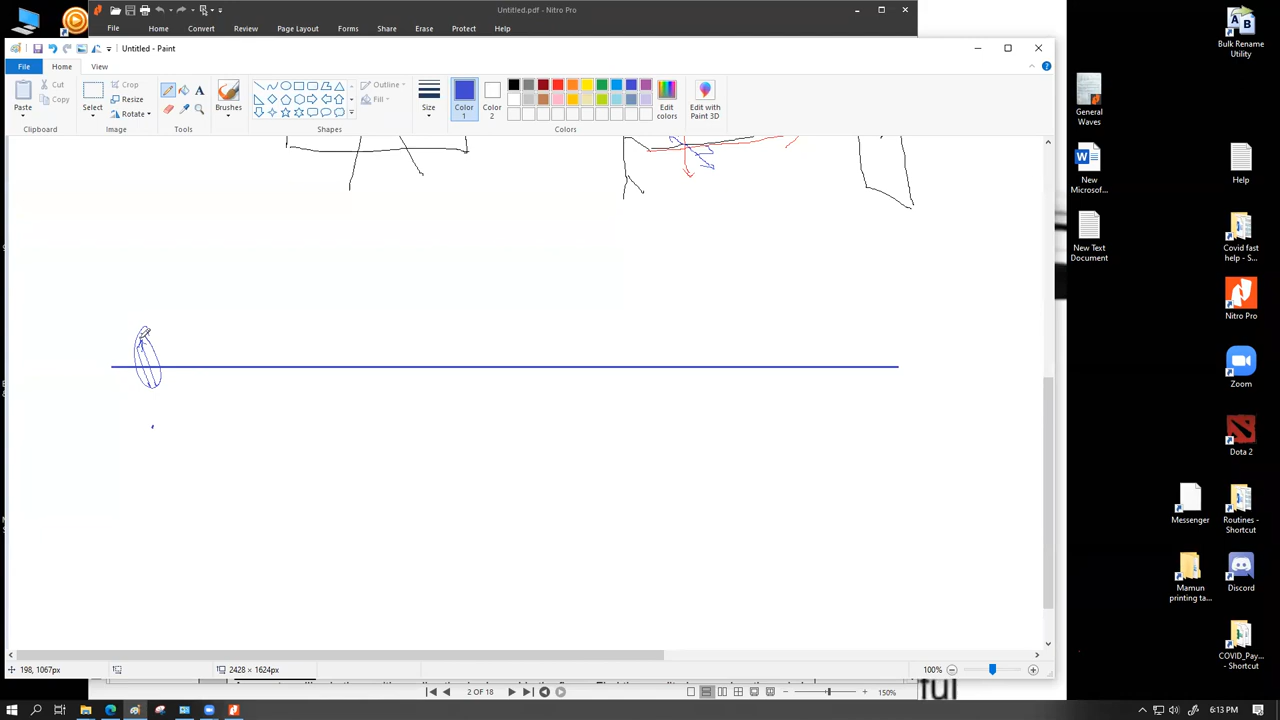 Untitled.pdf - Nitro Pro
File Home Convert Review Page Layout Forms Share Erase Protect Help
Untitled - Paint
File Home View
Cut
Copy
Paste
Clipboard
Crop
Resize
Rotate
Select
Image
Tools
Brushes
Outline
Fill
Shapes
Size
Color 1
Color 2
Edit colors
Colors
Edit with Paint 3D
198, 1067px
2428 × 1624px
100%
2 OF 18
150%
ful
6:13 PM
Bulk Rename Utility
General Waves
New Microsof...
Help
New Text Document
Covid fast help - S...
Nitro Pro
Zoom
Dota 2
Messenger
Routines - Shortcut
Mamun printing ta...
Discord
COVID_Pay... - Shortcut